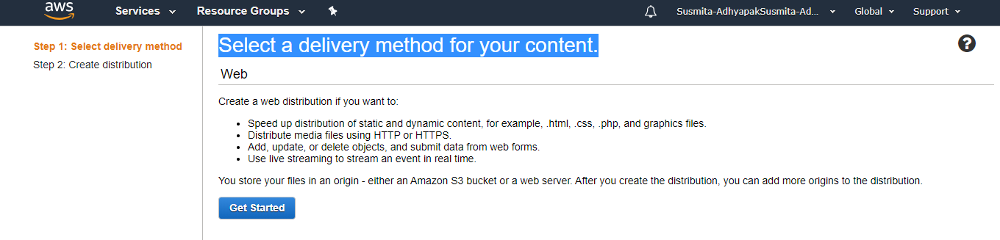 aws Services Resource Groups Susmita-AdhyapakSusmita-Ad... Global Support
Step 1: Select delivery method
Step 2: Create distribution
Select a delivery method for your content.
?
Web
Create a web distribution if you want to:
• Speed up distribution of static and dynamic content, for example, .html, .css, .php, and graphics files.
• Distribute media files using HTTP or HTTPS.
• Add, update, or delete objects, and submit data from web forms.
• Use live streaming to stream an event in real time.
You store your files in an origin - either an Amazon S3 bucket or a web server. After you create the distribution, you can add more origins to the distribution.
Get Started